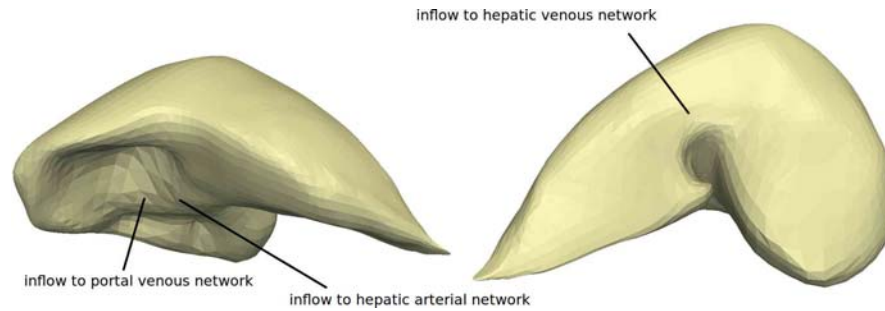 inflow to hepatic venous network
inflow to portal venous network
inflow to hepatic arterial network